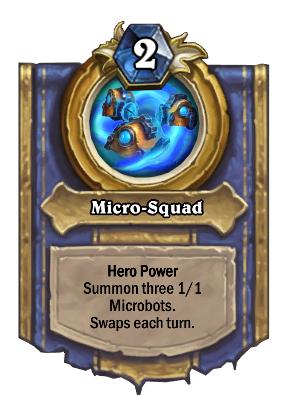 2
Micro-Squad
Hero Power
Summon three 1/1
Microbots.
Swaps each turn.